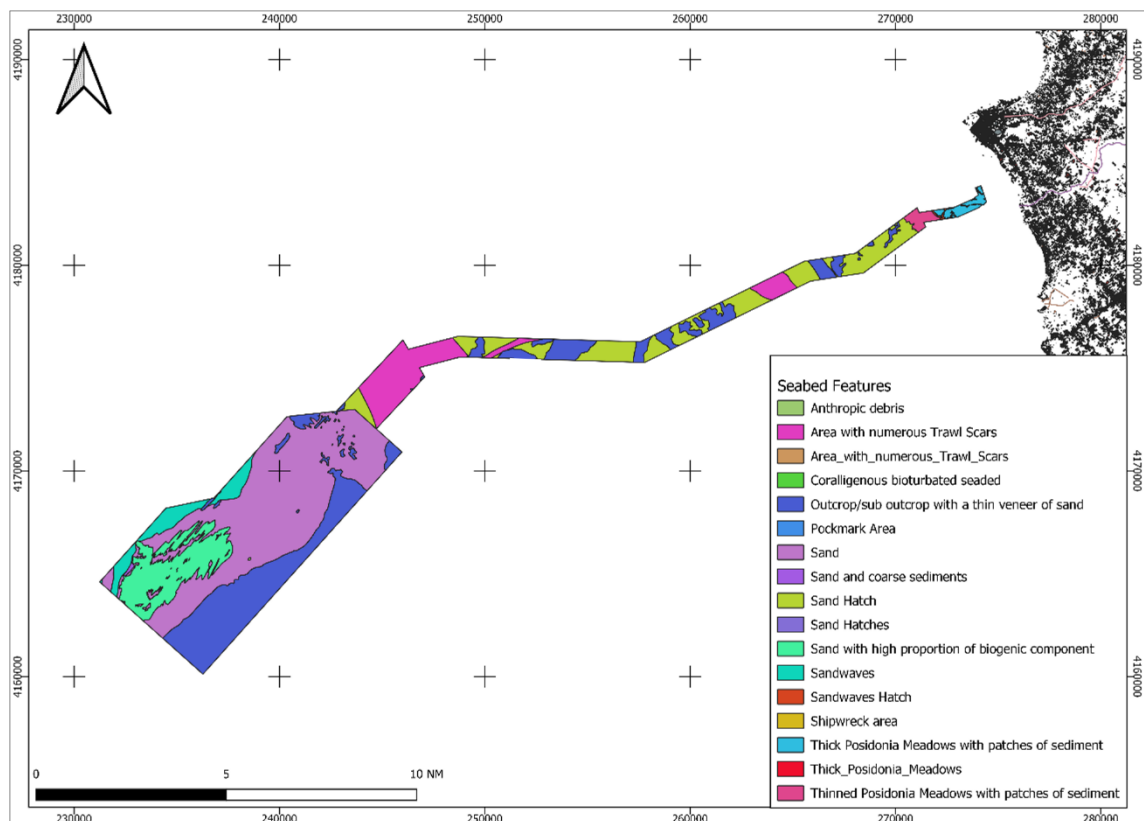 230000
240000
250000
260000
270000
280000
4190000
4190000
4180000
4180000
4170000
4170000
4160000
4160000
Seabed Features
Anthropic debris
Area with numerous Trawl Scars
Area_with_numerous_Trawl_Scars
Coralligenous bioturbated seaded
Outcrop/sub outcrop with a thin veneer of sand
Pockmark Area
Sand
Sand and coarse sediments
Sand Hatch
Sand Hatches
Sand with high proportion of biogenic component
Sandwaves
Sandwaves Hatch
Shipwreck area
Thick Posidonia Meadows with patches of sediment
Thick_Posidonia_Meadows
Thinned Posidonia Meadows with patches of sediment
0 5 10 NM
230000
240000
250000
260000
270000
280000